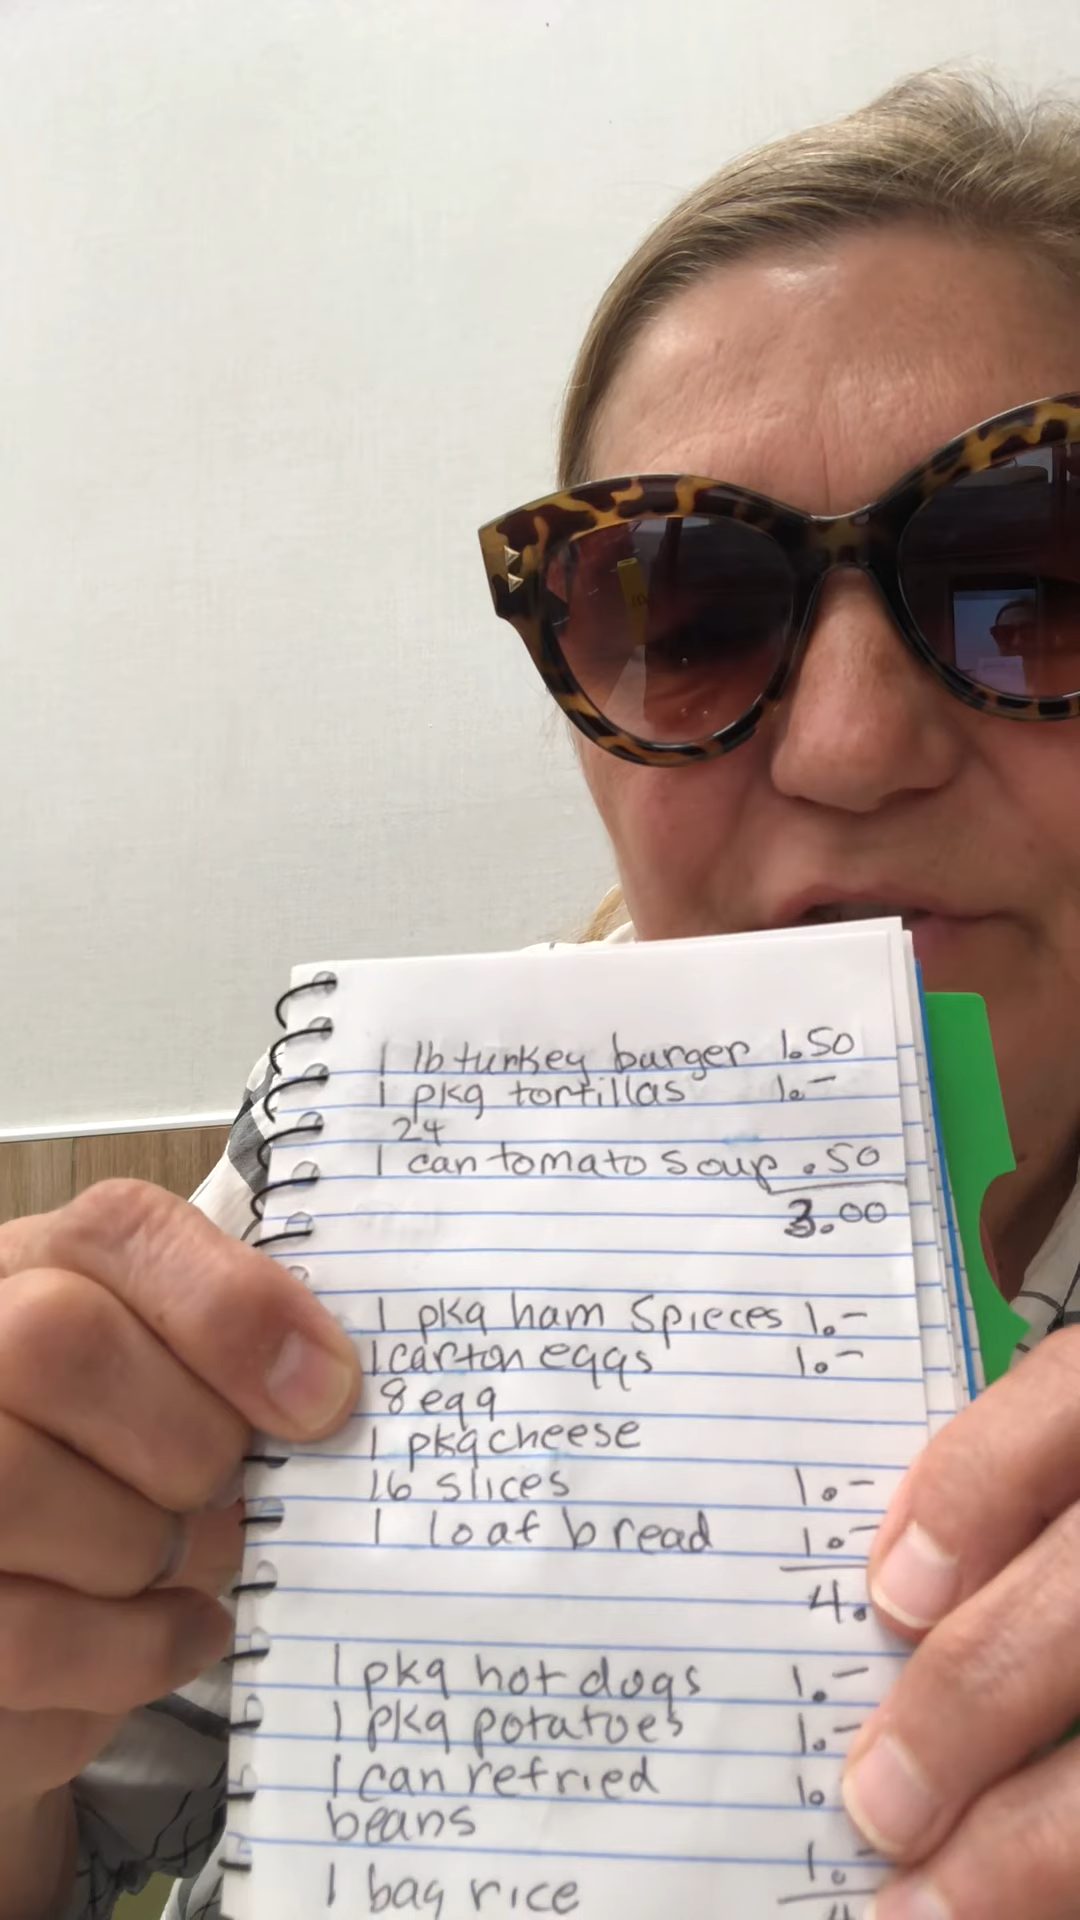 1 lb turkey burger 1.50
1 pkg tortillas 1.-
24
1 can tomato soup .50
3.00
1 pkg ham 5pieces 1.-
1 carton eggs 1.-
8 egg
1 pkg cheese
16 slices 1.-
1 loaf bread 1.-
4.
1 pkg hot dogs 1.-
1 pkg potatoes 1.-
1 can refried 1.
beans
1 bag rice 1.-